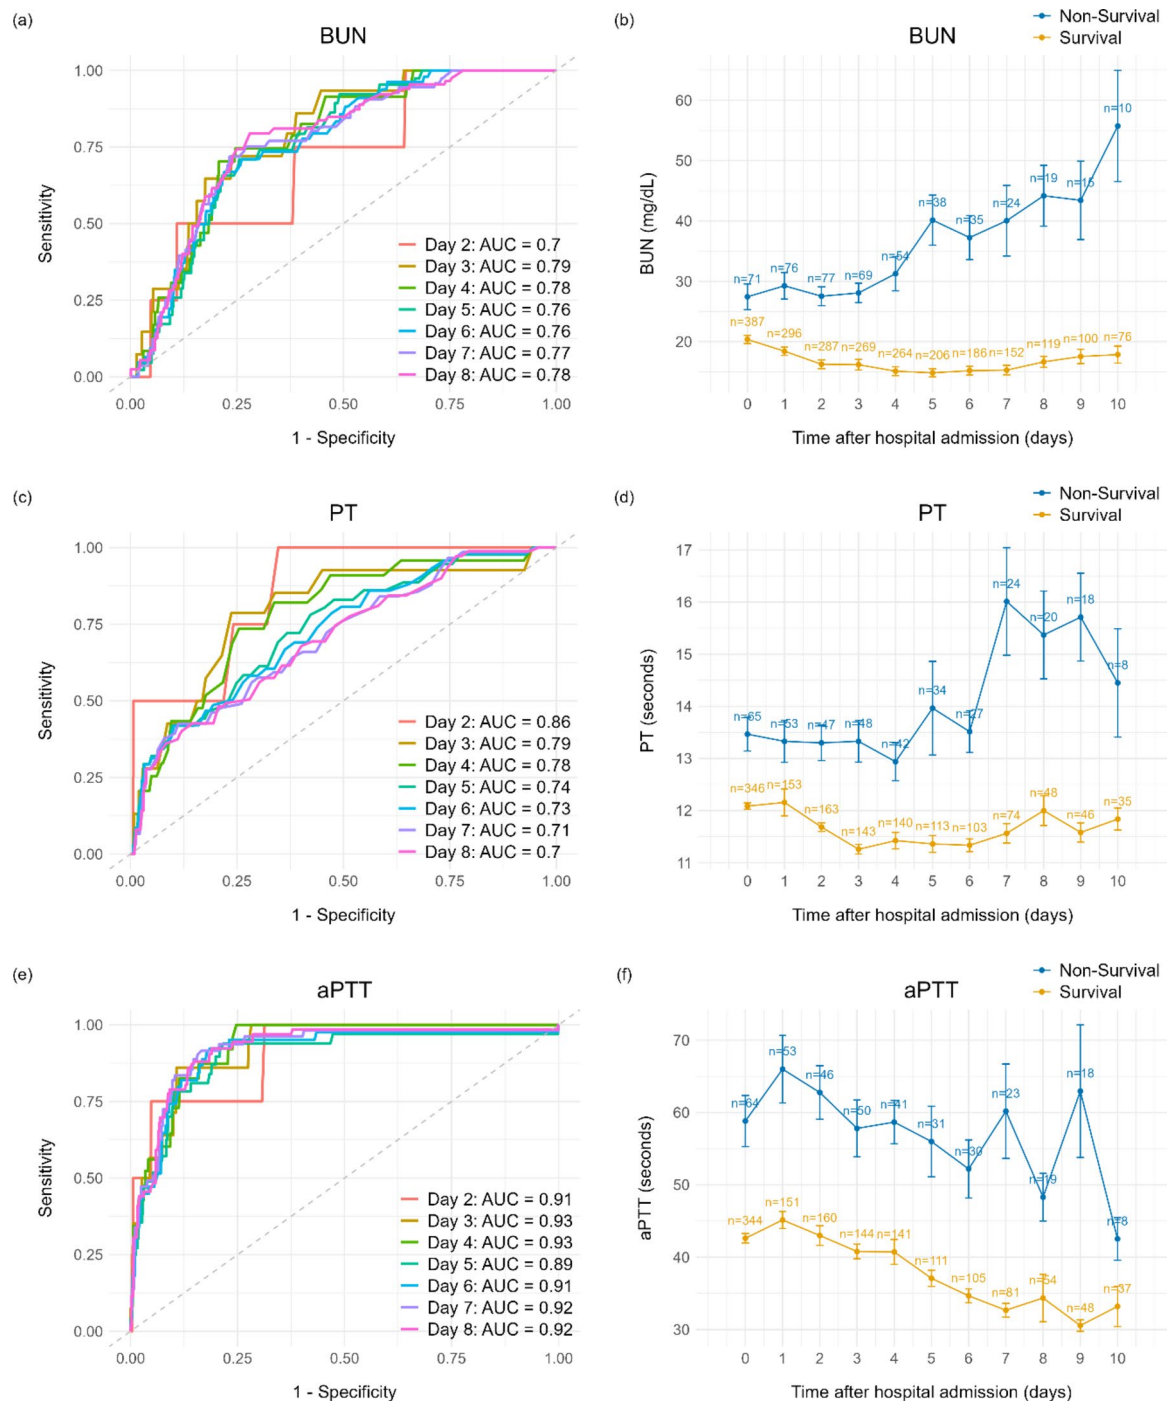 (a)
BUN
1.00
0.75
0.50
0.25
0.00
Sensitivity
Day 2: AUC = 0.7
Day 3: AUC = 0.79
Day 4: AUC = 0.78
Day 5: AUC = 0.76
Day 6: AUC = 0.76
Day 7: AUC = 0.77
Day 8: AUC = 0.78
0.00 0.25 0.50 0.75 1.00
1 - Specificity
(b)
Non-Survival
Survival
BUN
60
50
40
30
20
BUN (mg/dL)
n=71 n=76 n=77 n=69 n=54 n=38 n=35 n=24 n=19 n=15 n=10
n=387 n=296 n=287 n=269 n=264 n=206 n=186 n=152 n=119 n=100 n=76
0 1 2 3 4 5 6 7 8 9 10
Time after hospital admission (days)
(c)
PT
1.00
0.75
0.50
0.25
0.00
Sensitivity
Day 2: AUC = 0.86
Day 3: AUC = 0.79
Day 4: AUC = 0.78
Day 5: AUC = 0.74
Day 6: AUC = 0.73
Day 7: AUC = 0.71
Day 8: AUC = 0.7
0.00 0.25 0.50 0.75 1.00
1 - Specificity
(d)
Non-Survival
Survival
PT
17
16
15
14
13
12
11
PT (seconds)
n=65 n=53 n=47 n=48 n=42 n=34 n=27 n=24 n=20 n=18 n=8
n=346 n=153 n=163 n=143 n=140 n=113 n=103 n=74 n=48 n=46 n=35
0 1 2 3 4 5 6 7 8 9 10
Time after hospital admission (days)
(e)
aPTT
1.00
0.75
0.50
0.25
0.00
Sensitivity
Day 2: AUC = 0.91
Day 3: AUC = 0.93
Day 4: AUC = 0.93
Day 5: AUC = 0.89
Day 6: AUC = 0.91
Day 7: AUC = 0.92
Day 8: AUC = 0.92
0.00 0.25 0.50 0.75 1.00
1 - Specificity
(f)
Non-Survival
Survival
aPTT
70
60
50
40
30
aPTT (seconds)
n=64 n=53 n=46 n=50 n=41 n=31 n=30 n=23 n=19 n=18 n=8
n=344 n=151 n=160 n=144 n=141 n=111 n=105 n=81 n=54 n=48 n=37
0 1 2 3 4 5 6 7 8 9 10
Time after hospital admission (days)